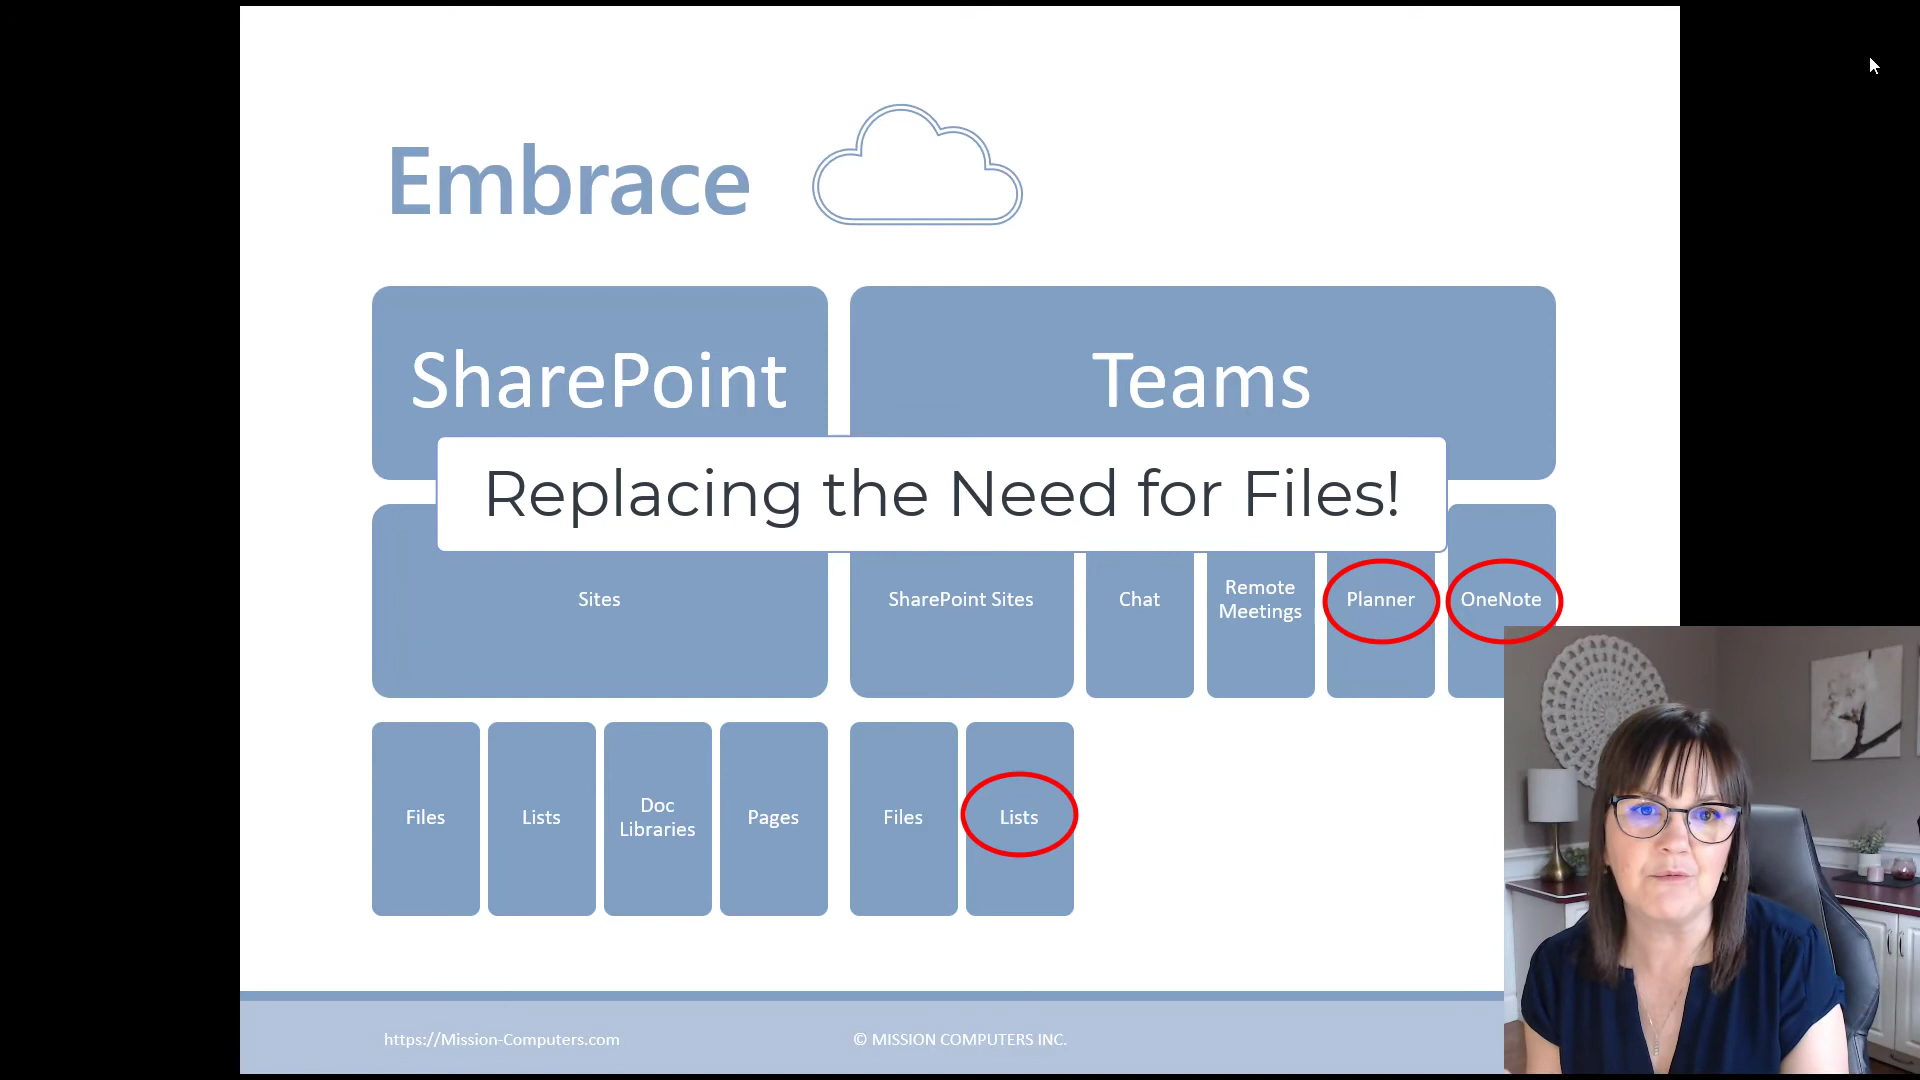 Embrace
SharePoint
Teams
Replacing the Need for Files!
Sites
SharePoint Sites
Chat
Remote
Meetings
Planner
OneNote
Files
Lists
Doc
Libraries
Pages
Files
Lists
https://Mission-Computers.com
© MISSION COMPUTERS INC.